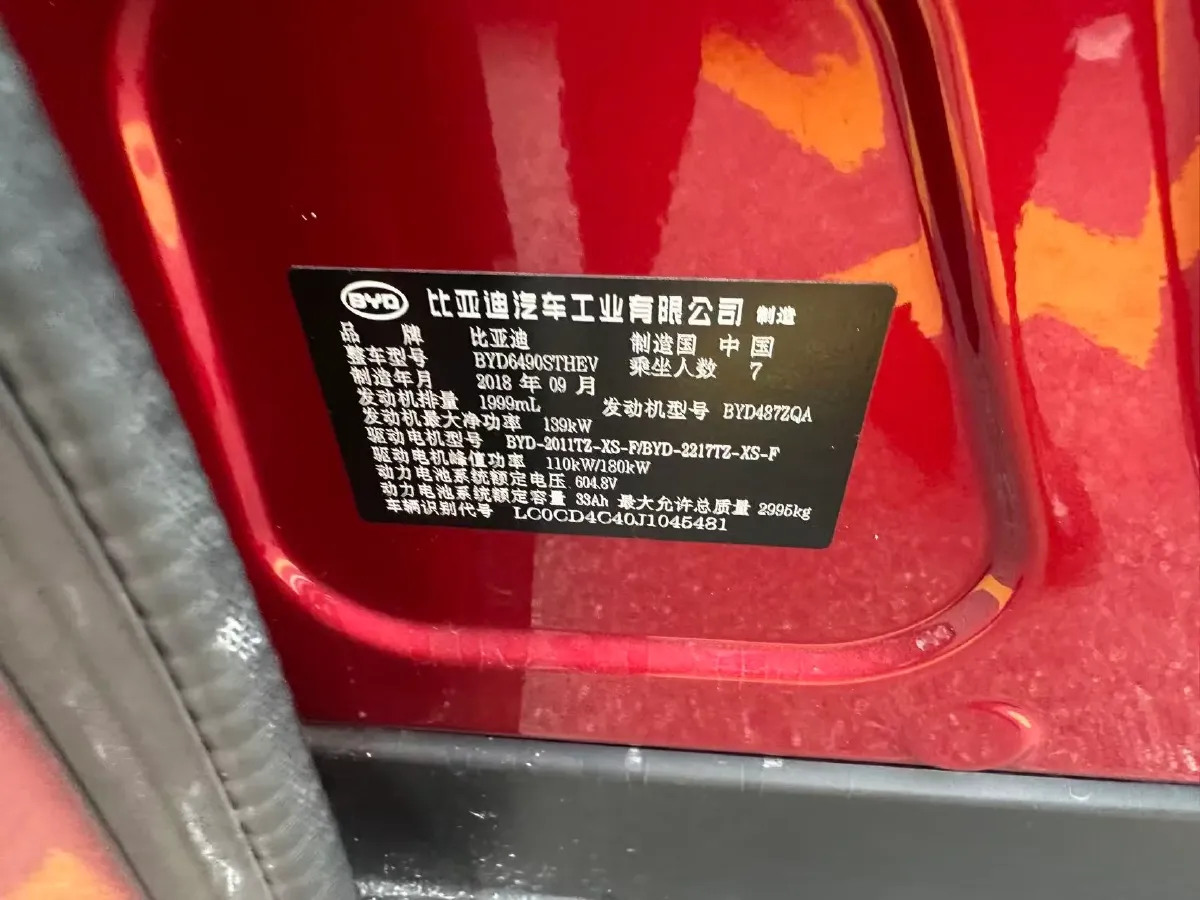 BYD 比亚迪汽车工业有限公司 制造
品 牌 比亚迪 制造国 中国
整车型号 BYD6490STHEV 乘坐人数 7
制造年月 2018 年 09 月
发动机排量 1999mL 发动机型号 BYD487ZQA
发动机最大净功率 139kW
驱动电机型号 BYD-2011TZ-XS-F/BYD-2217TZ-XS-F
驱动电机峰值功率 110kW/180kW
动力电池系统额定电压 604.8V
动力电池系统额定容量 33Ah 最大允许总质量 2995kg
车辆识别代号 LC0CD4C40J1045481